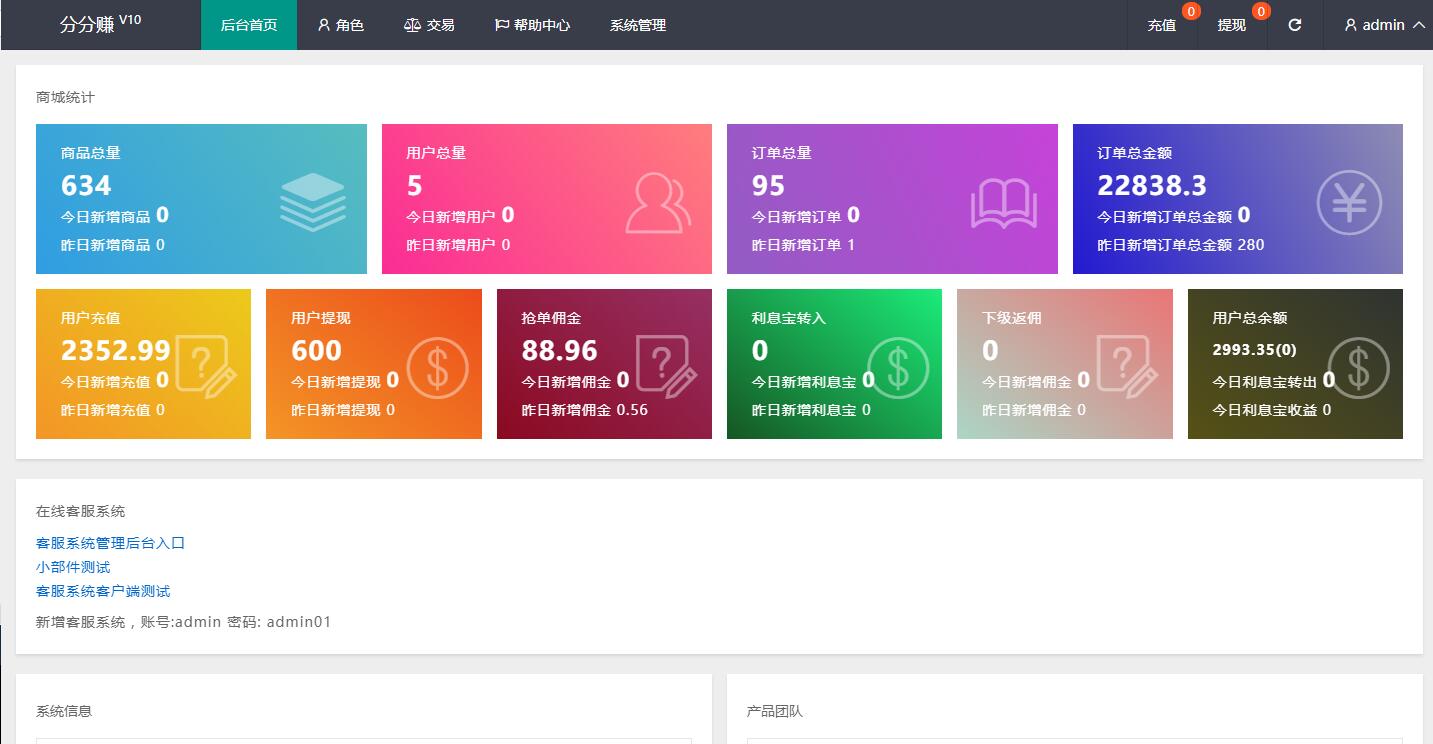 分分赚 V10 后台首页 角色 交易 帮助中心 系统管理 充值 0 提现 0 admin
商城统计
商品总量
634
今日新增商品 0
昨日新增商品 0
用户总量
5
今日新增用户 0
昨日新增用户 0
订单总量
95
今日新增订单 0
昨日新增订单 1
订单总金额
22838.3
今日新增订单总金额 0
昨日新增订单总金额 280
用户充值
2352.99
今日新增充值 0
昨日新增充值 0
用户提现
600
今日新增提现 0
昨日新增提现 0
抢单佣金
88.96
今日新增佣金 0
昨日新增佣金 0.56
利息宝转入
0
今日新增利息宝 0
昨日新增利息宝 0
下级返佣
0
今日新增佣金 0
昨日新增佣金 0
用户总余额
2993.35(0)
今日利息宝转出 0
今日利息宝收益 0
在线客服系统
客服系统管理后台入口
小部件测试
客服系统客户端测试
新增客服系统，账号:admin 密码: admin01
系统信息
产品团队